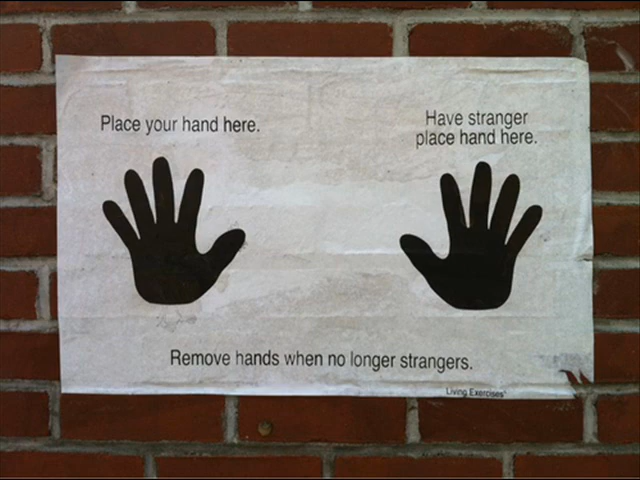 Place your hand here.
Have stranger
place hand here.
Remove hands when no longer strangers.
Living Exercises